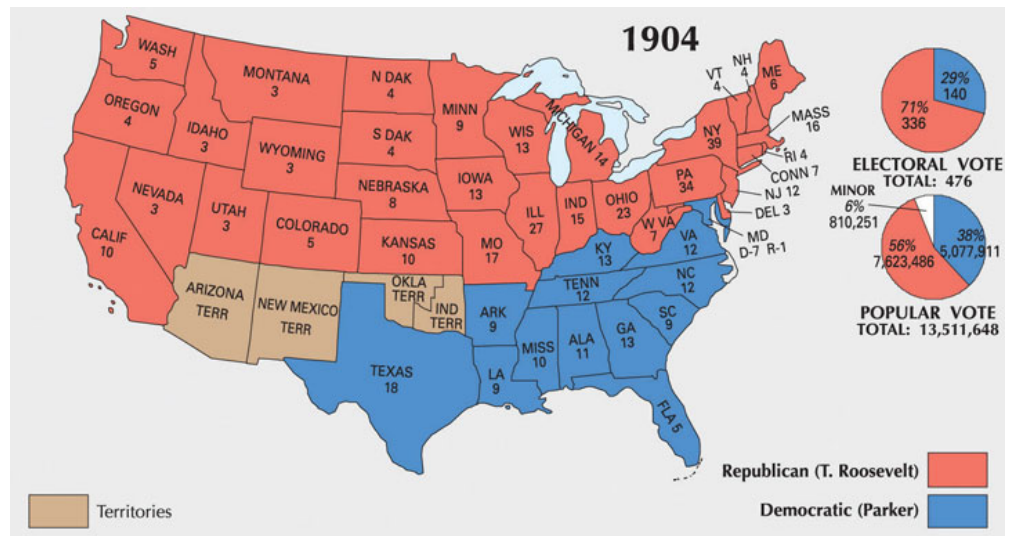 1904
WASH
5
OREGON
4
CALIF
10
IDAHO
3
NEVADA
3
MONTANA
3
WYOMING
3
UTAH
3
COLORADO
5
ARIZONA
TERR
NEW MEXICO
TERR
N DAK
4
S DAK
4
NEBRASKA
8
KANSAS
10
OKLA
TERR
IND
TERR
TEXAS
18
MINN
9
IOWA
13
MO
17
ARK
9
LA
9
WIS
13
ILL
27
MICHIGAN 14
IND
15
OHIO
23
KY
13
TENN
12
MISS
10
ALA
11
GA
13
FLA 5
SC
9
NC
12
VA
12
W VA
7
PA
34
NY
39
VT
4
NH
4
ME
6
MASS
16
RI 4
CONN 7
NJ 12
DEL 3
MD
D-7 R-1
29%
140
71%
336
ELECTORAL VOTE
TOTAL: 476
MINOR
6%
810,251
38%
5,077,911
56%
7,623,486
POPULAR VOTE
TOTAL: 13,511,648
Republican (T. Roosevelt)
Democratic (Parker)
Territories